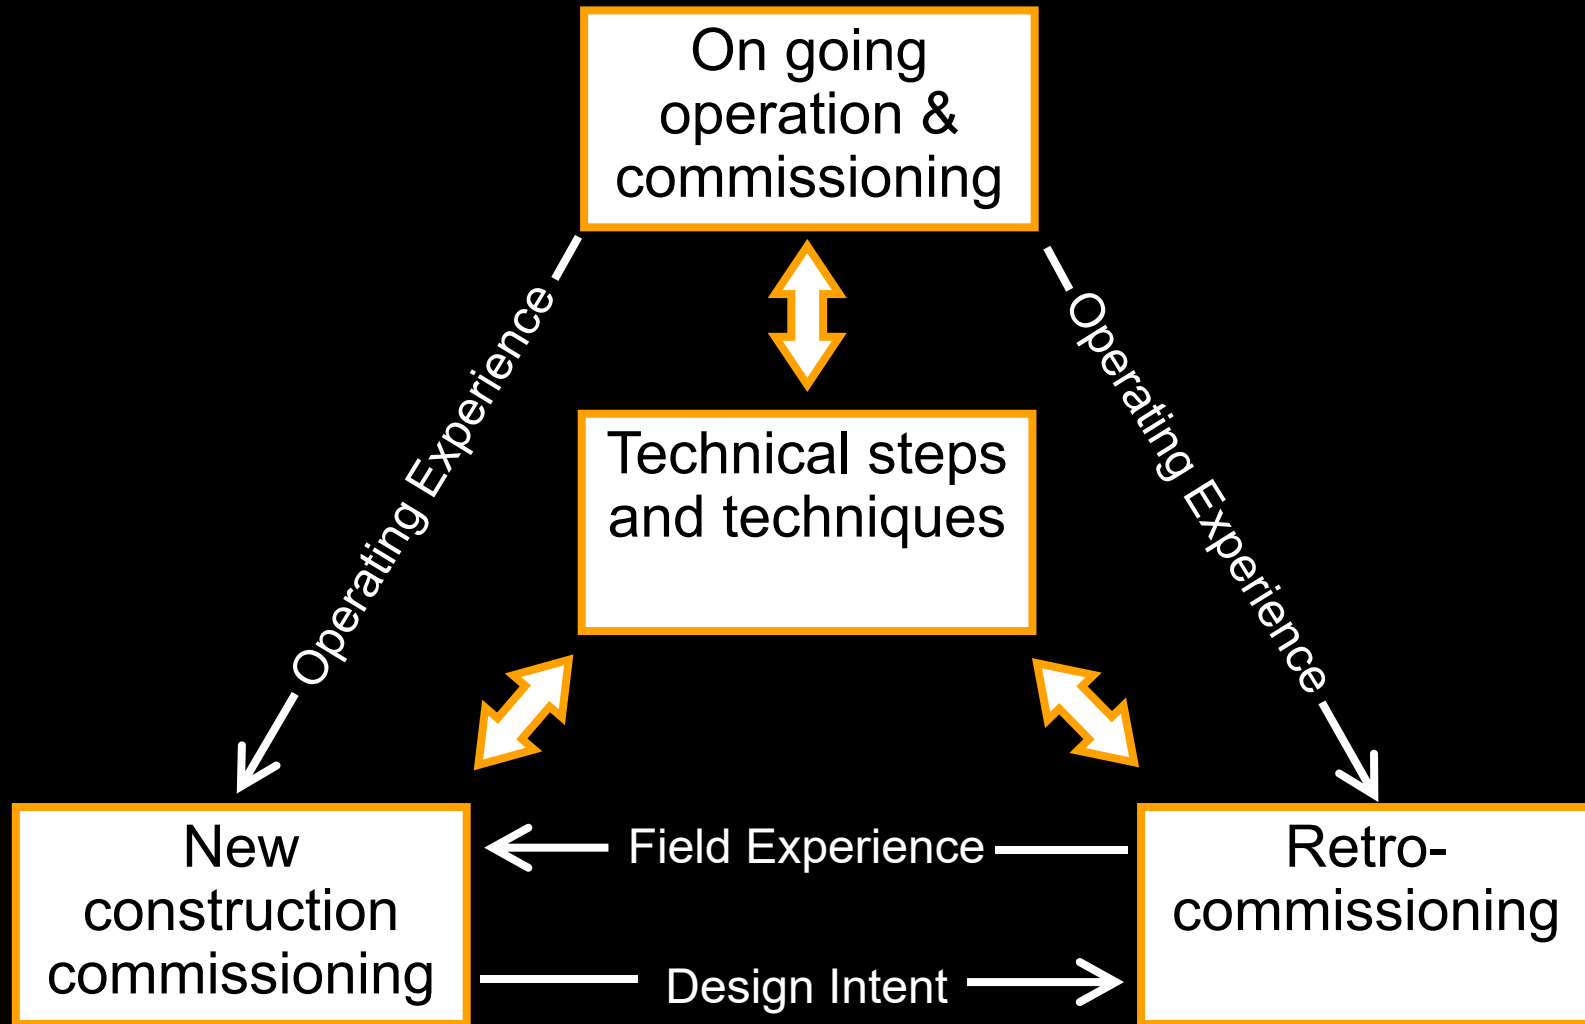 On going
operation &
commissioning
Operating Experience
Operating Experience
Technical steps
and techniques
New
construction
commissioning
Field Experience
Design Intent
Retro-
commissioning